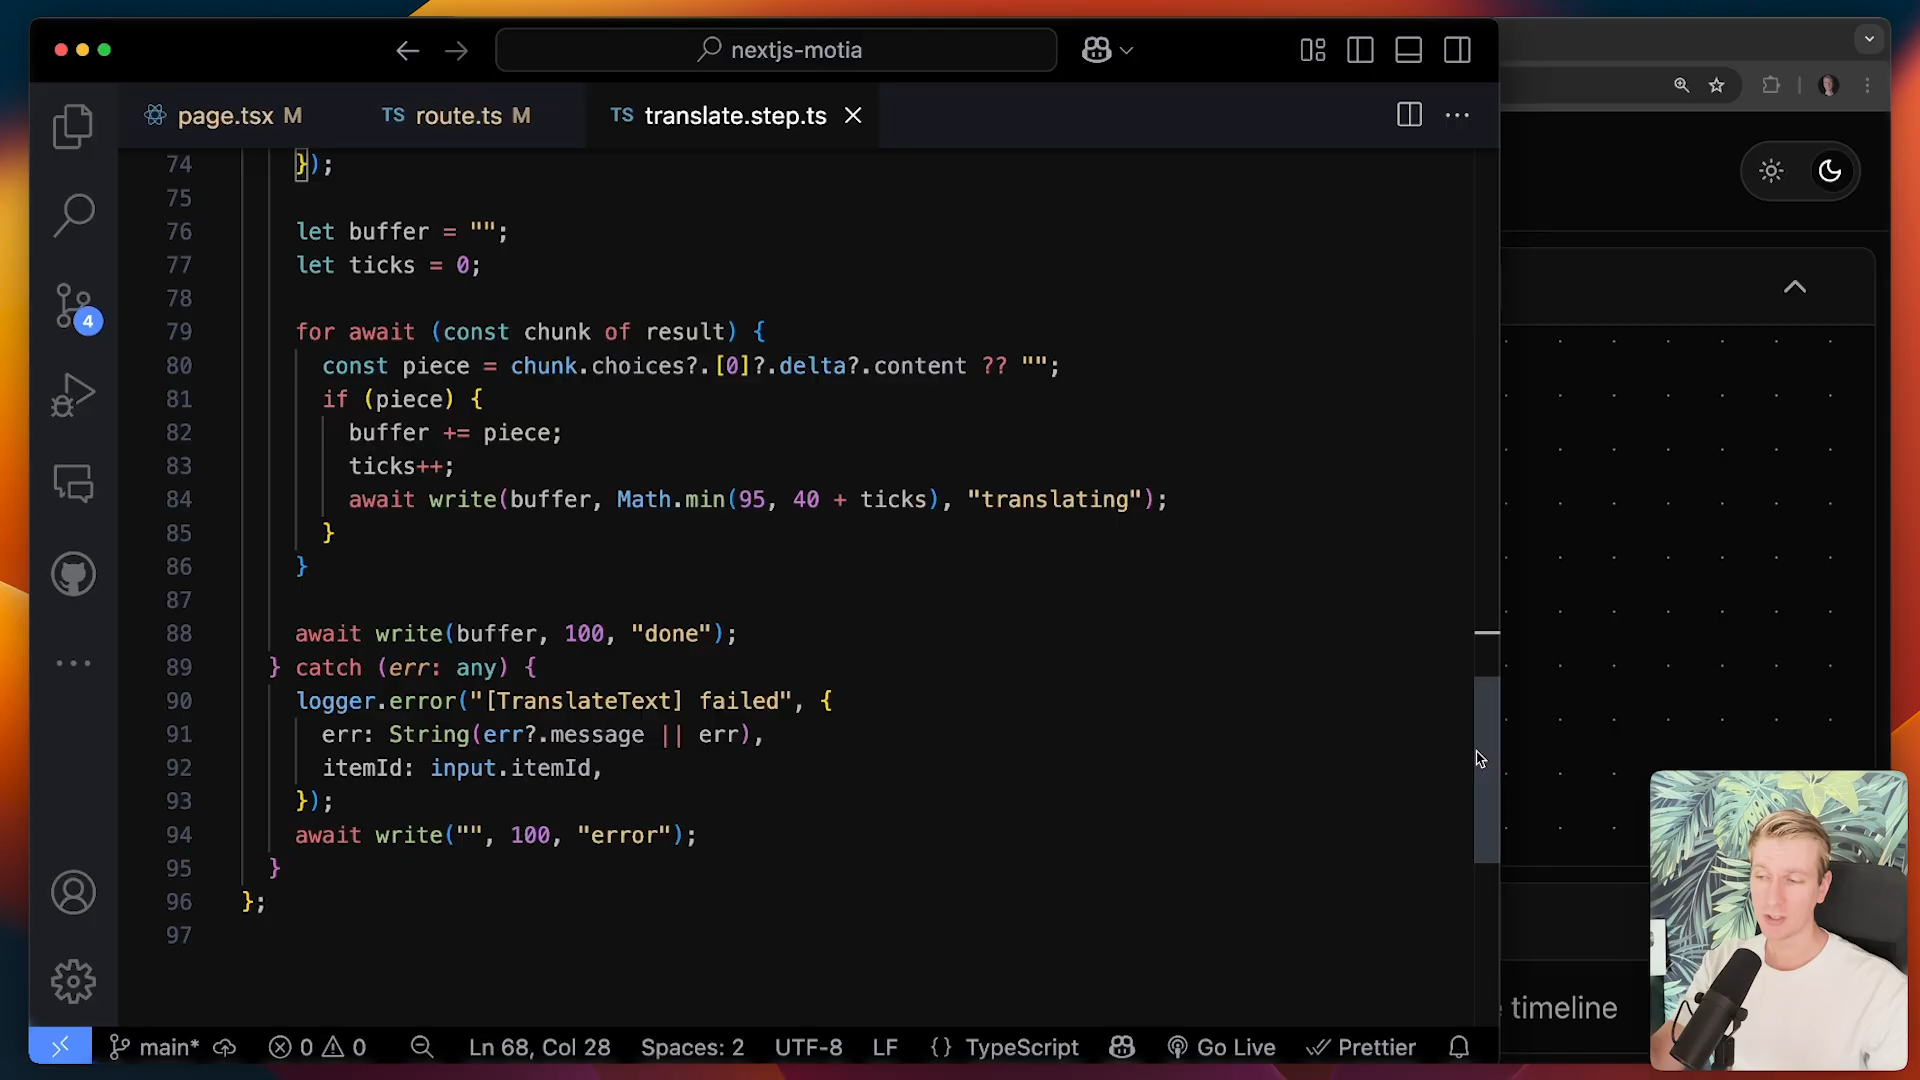 nextjs-motia
page.tsx M
TS route.ts M
TS translate.step.ts
74 });
75
76 let buffer = "";
77 let ticks = 0;
78
79 for await (const chunk of result) {
80 const piece = chunk.choices?.[0]?.delta?.content ?? "";
81 if (piece) {
82 buffer += piece;
83 ticks++;
84 await write(buffer, Math.min(95, 40 + ticks), "translating");
85 }
86 }
87
88 await write(buffer, 100, "done");
89 } catch (err: any) {
90 logger.error("[TranslateText] failed", {
91 err: String(err?.message || err),
92 itemId: input.itemId,
93 });
94 await write("", 100, "error");
95 }
96 };
97
4
timeline
main* 0 0 Ln 68, Col 28 Spaces: 2 UTF-8 LF {} TypeScript Go Live Prettier